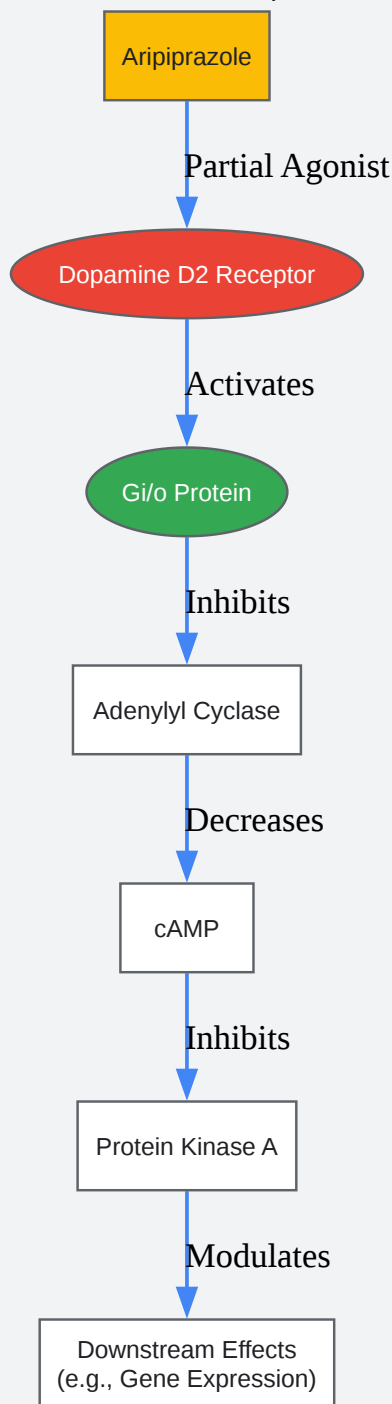 Aripiprazole
Partial Agonist
Dopamine D2 Receptor
Activates
Gi/o Protein
Inhibits
Adenylyl Cyclase
Decreases
cAMP
Inhibits
Protein Kinase A
Modulates
Downstream Effects
(e.g., Gene Expression)